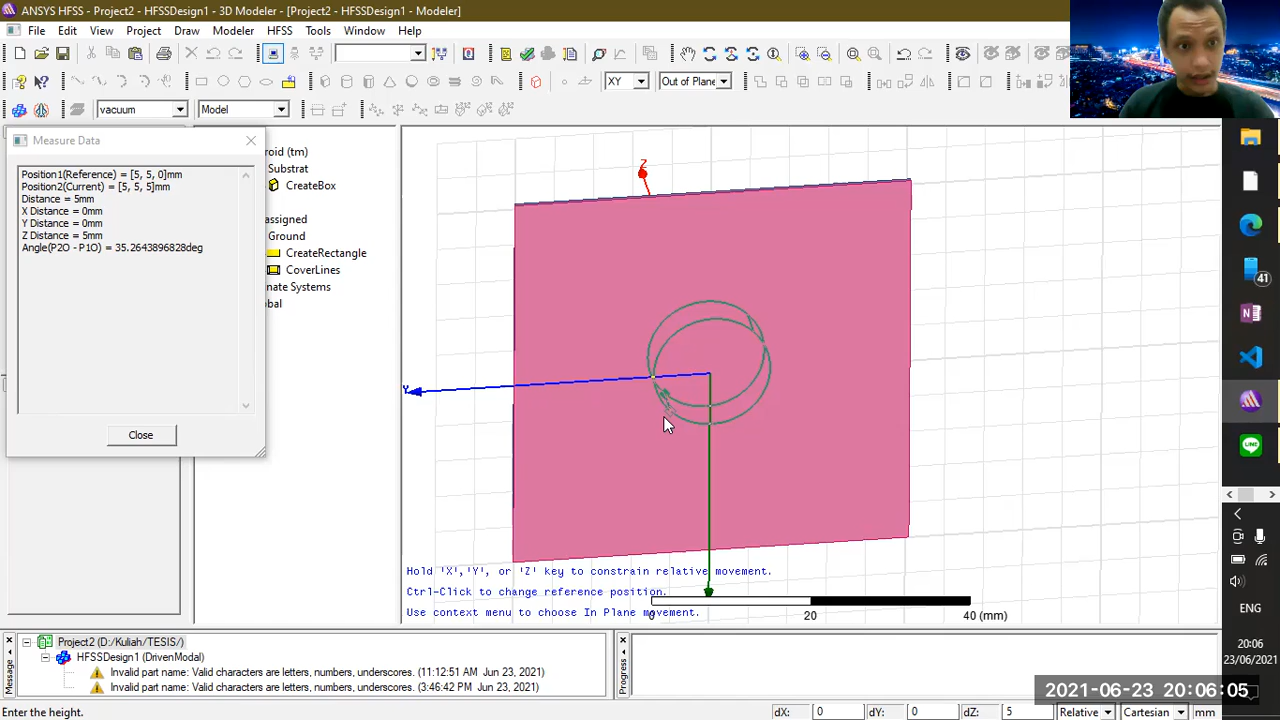 ANSYS HFSS - Project2 - HFSSDesign1 - 3D Modeler - [Project2 - HFSSDesign1 - Modeler]
File Edit View Project Draw Modeler HFSS Tools Window Help
XY Out of Plane
vacuum Model
Measure Data
Position1(Reference) = [5, 5, 0]mm
Position2(Current) = [5, 5, 5]mm
Distance = 5mm
X Distance = 0mm
Y Distance = 0mm
Z Distance = 5mm
Angle(P2O - P1O) = 35.2643896828deg
Close
oid (tm)
Substrat
CreateBox
assigned
Ground
CreateRectangle
CoverLines
inate Systems
bal
Z
Y
Hold 'X','Y', or 'Z' key to constrain relative movement.
Ctrl-Click to change reference position.
Use context menu to choose In Plane movement.
0 20 40 (mm)
Message
Project2 (D:/Kuliah/TESIS/)
HFSSDesign1 (DrivenModal)
Invalid part name: Valid characters are letters, numbers, underscores. (11:12:51 AM Jun 23, 2021)
Invalid part name: Valid characters are letters, numbers, underscores. (3:46:42 PM Jun 23, 2021)
Progress
Enter the height.
dX: 0 dY: 0 dZ: 5 Relative Cartesian mm
41
LINE
ENG
20:06
23/06/2021
2021-06-23 20:06:05